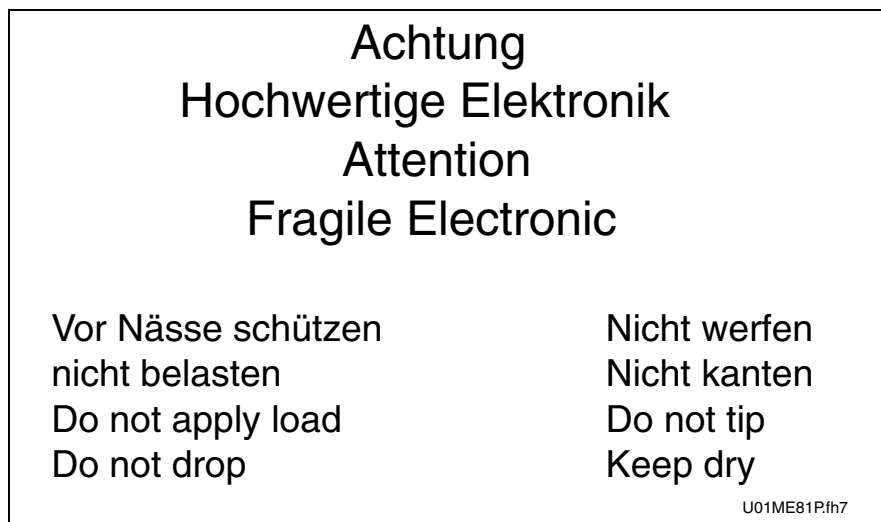 Achtung
Hochwertige Elektronik
Attention
Fragile Electronic
Vor Nässe schützen
nicht belasten
Do not apply load
Do not drop
Nicht werfen
Nicht kanten
Do not tip
Keep dry
U01ME81P.fh7